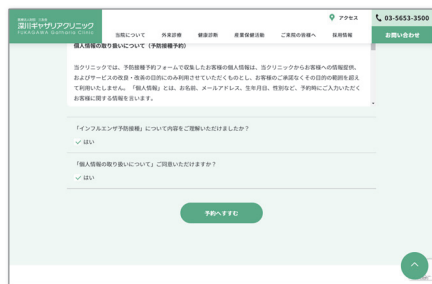 深川ギャザリアクリニック
FUKAGAWA Gatharia Clinic
アクセス
03-5653-3500
当院について
外来診療
健康診断
産業保健活動
ご来院の皆様へ
採用情報
お問い合わせ
個人情報の取り扱いについて（予防接種予約）
当クリニックでは、予防接種予約フォームで収集したお客様の個人情報は、当クリニックからお客様への情報提供、
およびサービスの改良・改善の目的にのみ利用させていただくものとし、お客様のご承諾なくその目的の範囲を超え
て利用いたしません。「個人情報」とは、お名前、メールアドレス、生年月日、性別など、予約時にご入力いただく
お客様に関する情報を言います。
「インフルエンザ予防接種」について内容をご理解いただけましたか？
はい
「個人情報の取り扱いについて」ご同意いただけますか？
はい
予約へすすむ